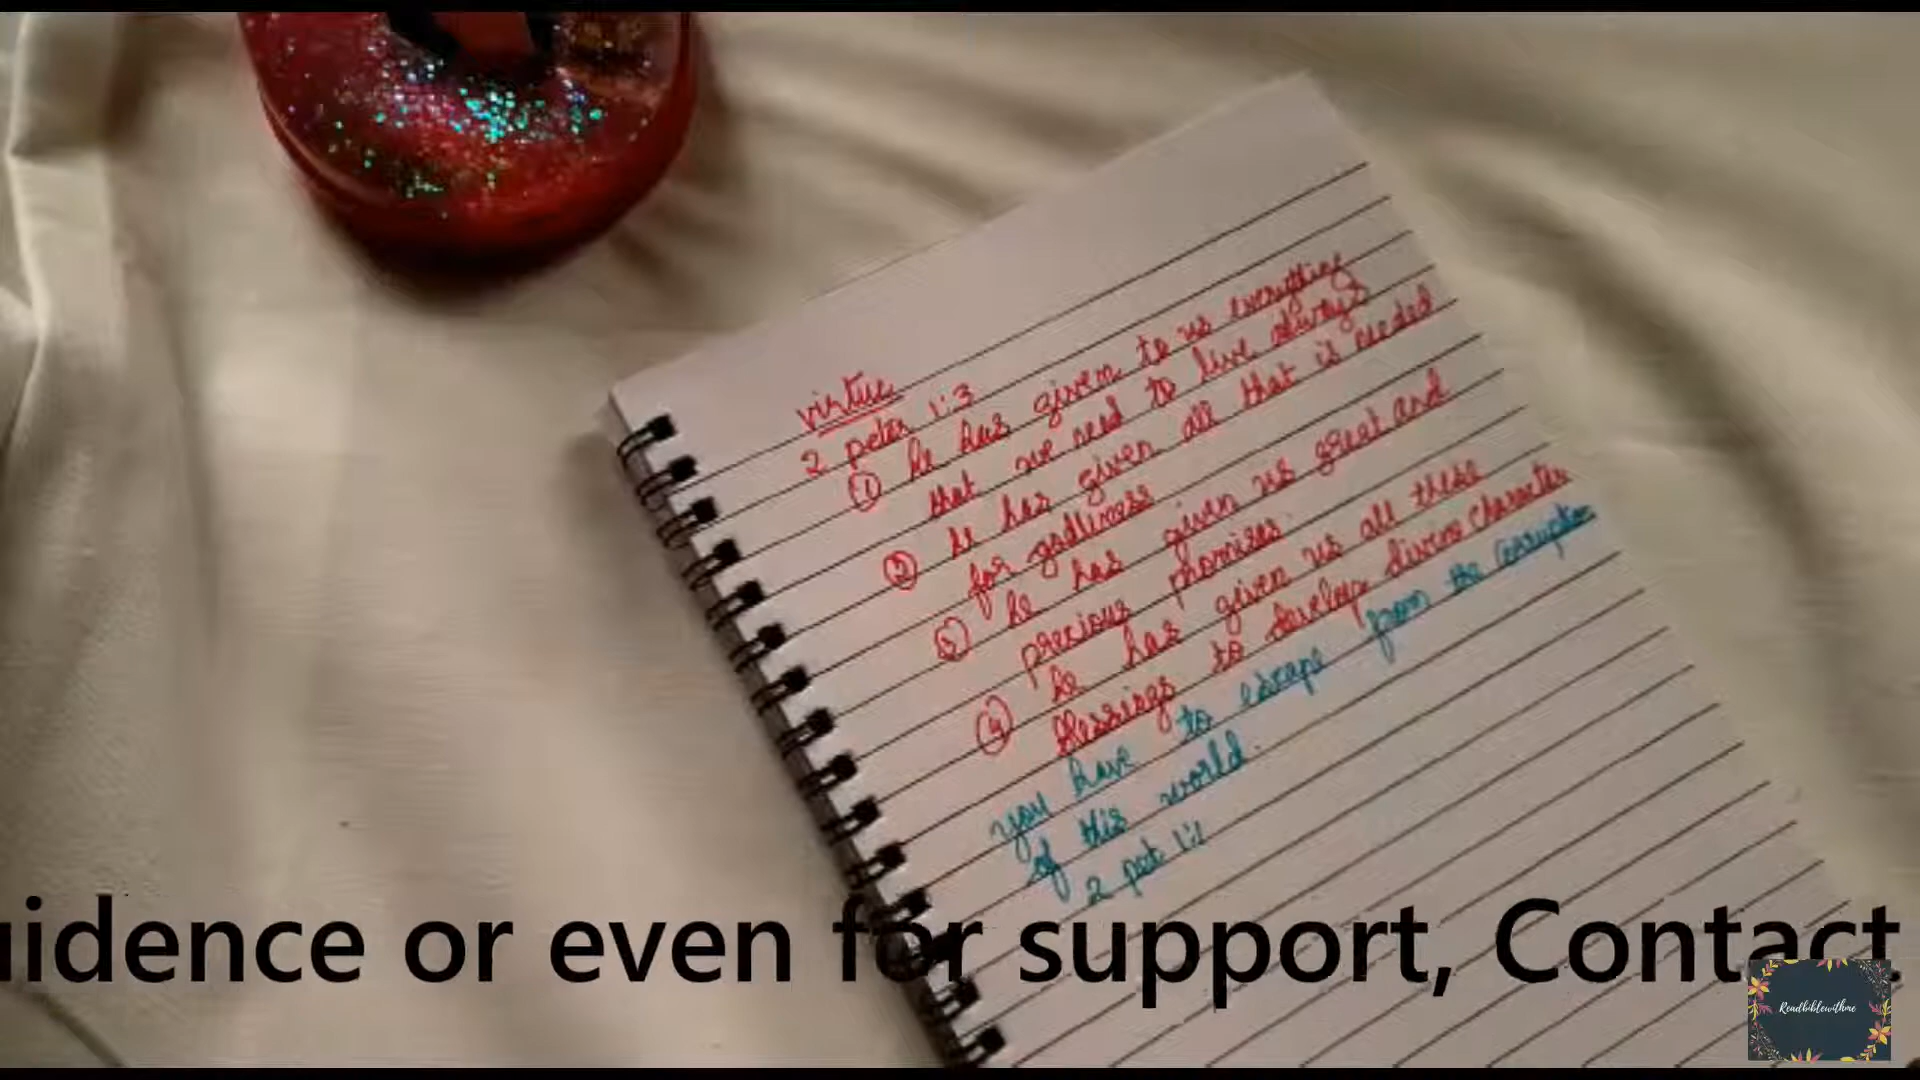 virtue
2 peter 1:3
① he has given to us everything
that we need to live always
② he has given all that is needed
for godliness
③ he has given us great and
precious promises.
④ he has given us all these
blessings to develop divine character
you have to escape from the corruption
of this world.
2 pet 1:1
uidence or even for support, Contact
Readbiblewithme